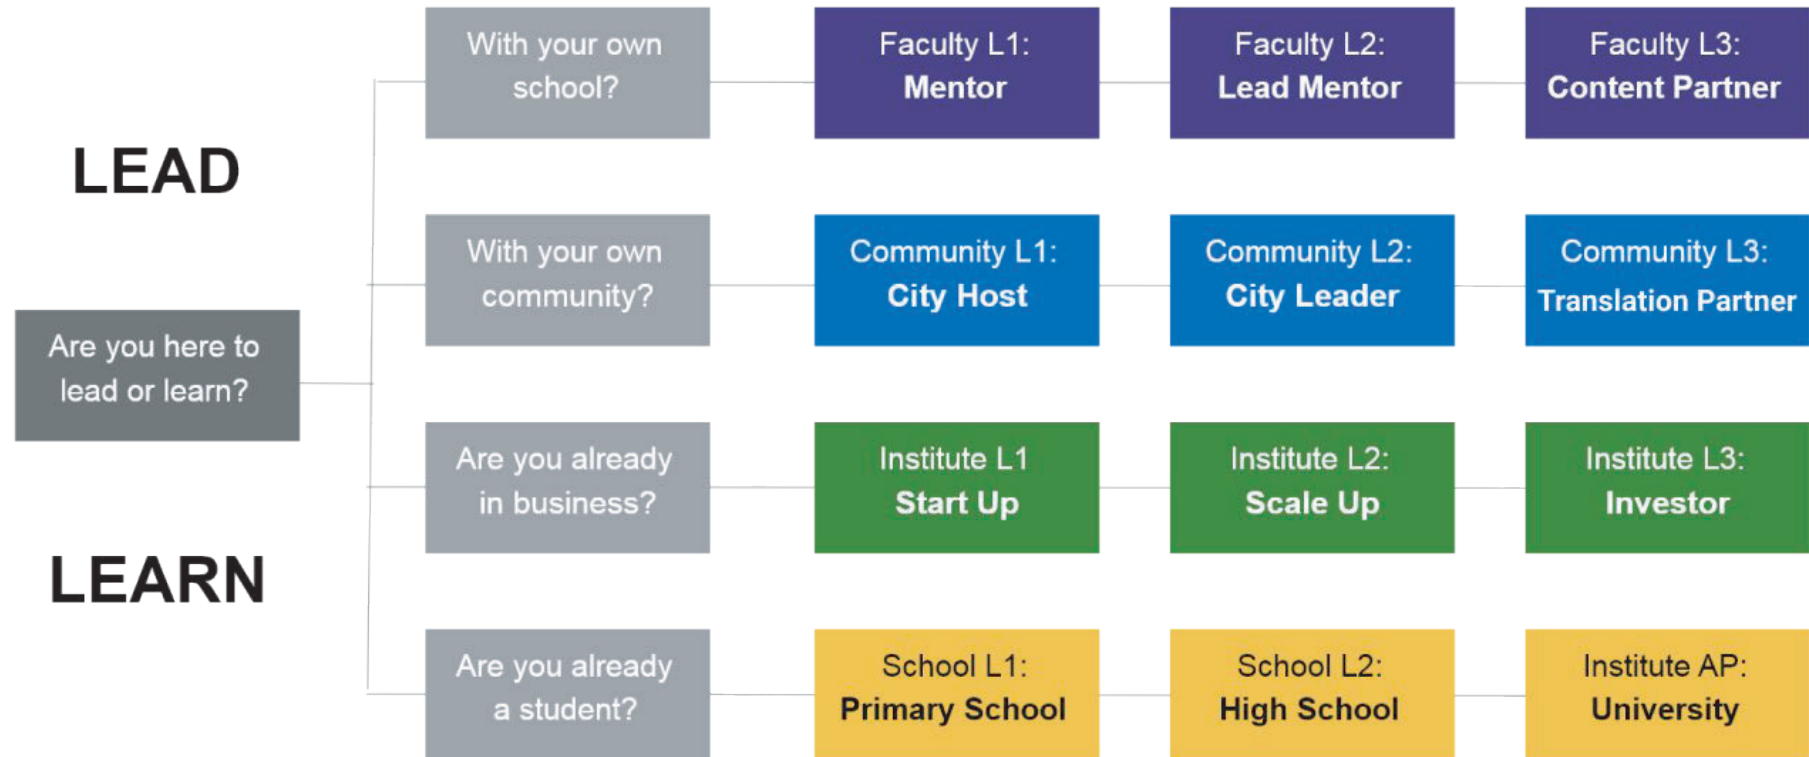 LEAD
Are you here to
lead or learn?
LEARN
With your own
school?
Faculty L1:
Mentor
Faculty L2:
Lead Mentor
Faculty L3:
Content Partner
With your own
community?
Community L1:
City Host
Community L2:
City Leader
Community L3:
Translation Partner
Are you already
in business?
Institute L1
Start Up
Institute L2:
Scale Up
Institute L3:
Investor
Are you already
a student?
School L1:
Primary School
School L2:
High School
Institute AP:
University